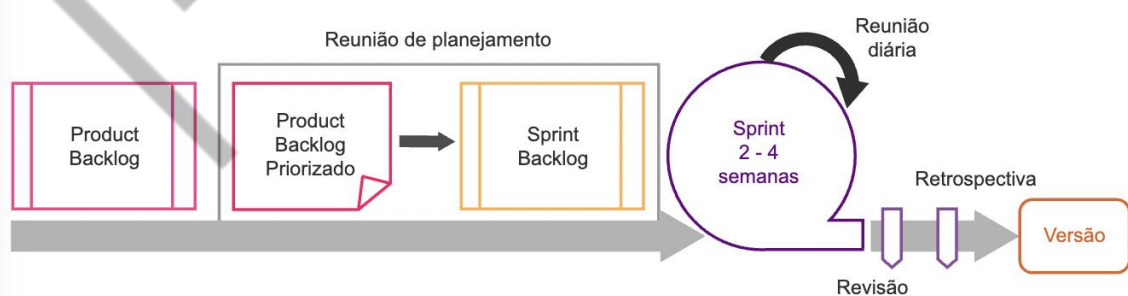 Reunião de planejamento
Reunião
diária
Product
Backlog
Product
Backlog
Priorizado
Sprint
Backlog
Sprint
2 - 4
semanas
Retrospectiva
Versão
Revisão